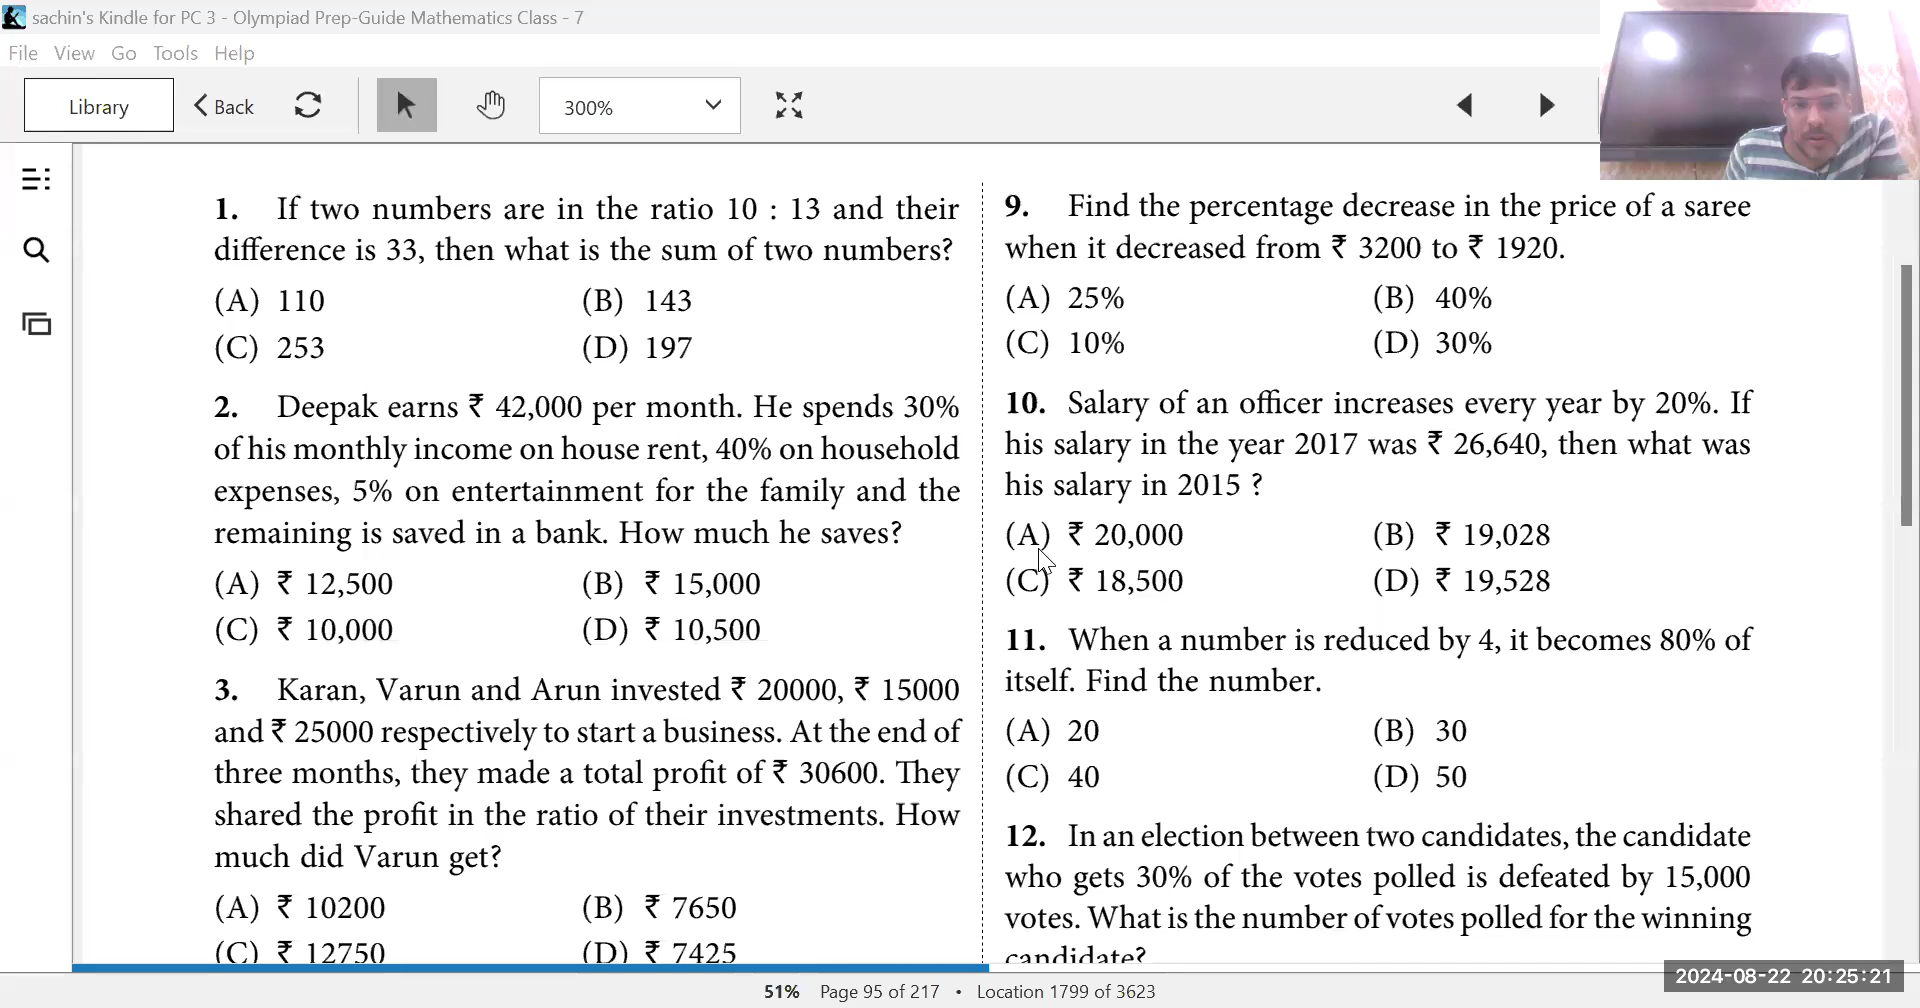 sachin's Kindle for PC 3 - Olympiad Prep-Guide Mathematics Class - 7
File View Go Tools Help
Library Back 300%
1. If two numbers are in the ratio 10 : 13 and their
difference is 33, then what is the sum of two numbers?
(A) 110 (B) 143
(C) 253 (D) 197
2. Deepak earns ₹ 42,000 per month. He spends 30%
of his monthly income on house rent, 40% on household
expenses, 5% on entertainment for the family and the
remaining is saved in a bank. How much he saves?
(A) ₹ 12,500 (B) ₹ 15,000
(C) ₹ 10,000 (D) ₹ 10,500
3. Karan, Varun and Arun invested ₹ 20000, ₹ 15000
and ₹ 25000 respectively to start a business. At the end of
three months, they made a total profit of ₹ 30600. They
shared the profit in the ratio of their investments. How
much did Varun get?
(A) ₹ 10200 (B) ₹ 7650
(C) ₹ 12750 (D) ₹ 7425
9. Find the percentage decrease in the price of a saree
when it decreased from ₹ 3200 to ₹ 1920.
(A) 25% (B) 40%
(C) 10% (D) 30%
10. Salary of an officer increases every year by 20%. If
his salary in the year 2017 was ₹ 26,640, then what was
his salary in 2015 ?
(A) ₹ 20,000 (B) ₹ 19,028
(C) ₹ 18,500 (D) ₹ 19,528
11. When a number is reduced by 4, it becomes 80% of
itself. Find the number.
(A) 20 (B) 30
(C) 40 (D) 50
12. In an election between two candidates, the candidate
who gets 30% of the votes polled is defeated by 15,000
votes. What is the number of votes polled for the winning
candidate?
51% Page 95 of 217 • Location 1799 of 3623
2024-08-22 20:25:21